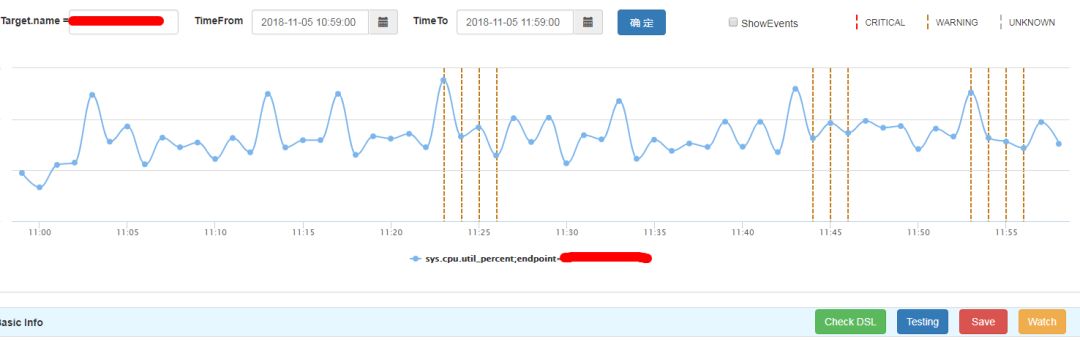 Target.name =
TimeFrom 2018-11-05 10:59:00 TimeTo 2018-11-05 11:59:00 确 定 ShowEvents CRITICAL WARNING UNKNOWN
11:00 11:05 11:10 11:15 11:20 11:25 11:30 11:35 11:40 11:45 11:50 11:55
sys.cpu.util_percent;endpoint=
Basic Info Check DSL Testing Save Watch